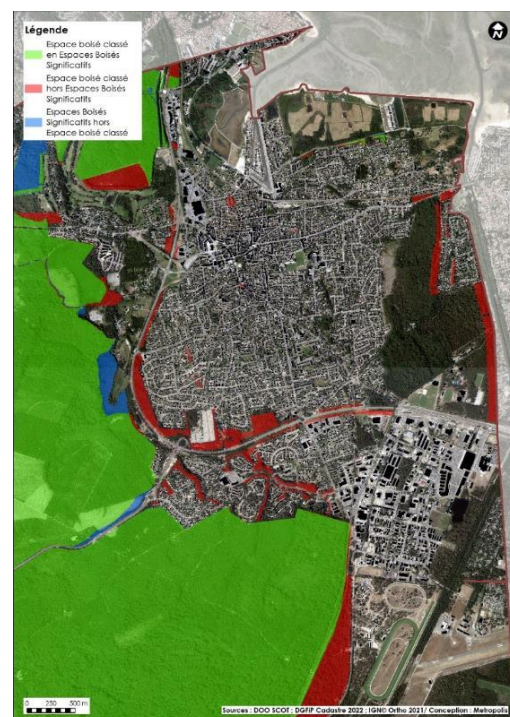 Légende
Espace boisé classé
en Espaces Boisés
Significatifs
Espace boisé classé
hors Espaces Boisés
Significatifs
Espaces Boisés
Significatifs hors
Espace boisé classé
0 250 500 m
Sources : DOO SCOT ; DGFiP Cadastre 2022 ; IGN© Ortho 2021/ Conception : Metropolis